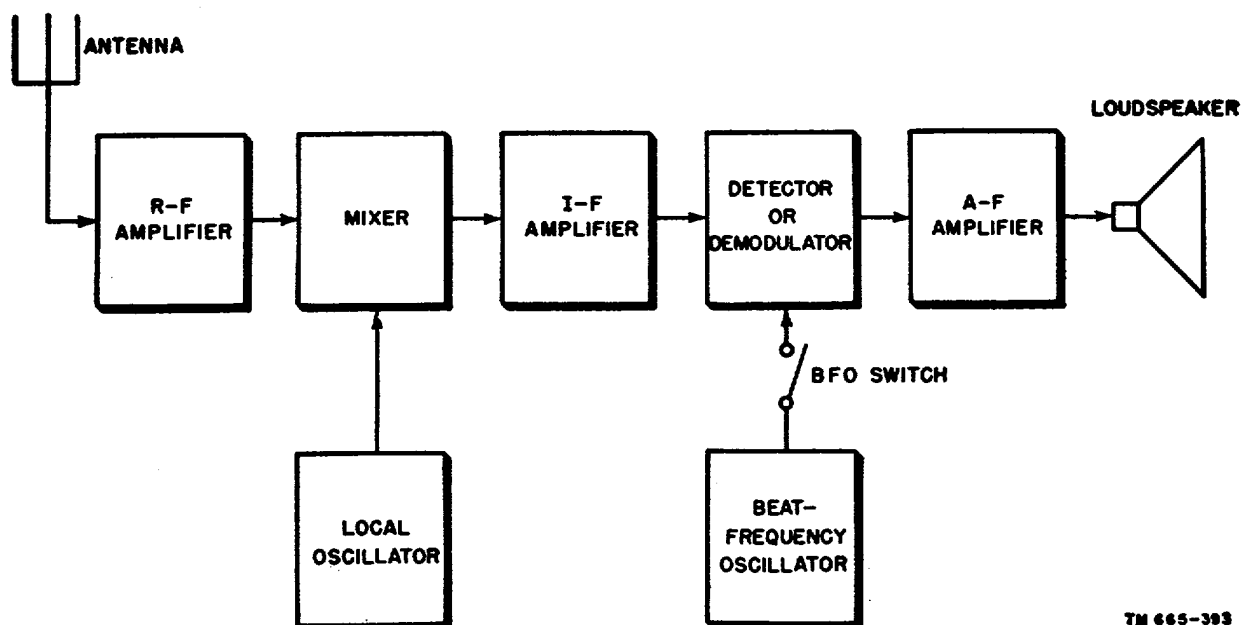 ANTENNA
LOUDSPEAKER
R-F
AMPLIFIER
MIXER
I-F
AMPLIFIER
DETECTOR
OR
DEMODULATOR
A-F
AMPLIFIER
BFO SWITCH
LOCAL
OSCILLATOR
BEAT-
FREQUENCY
OSCILLATOR
TM 665-393